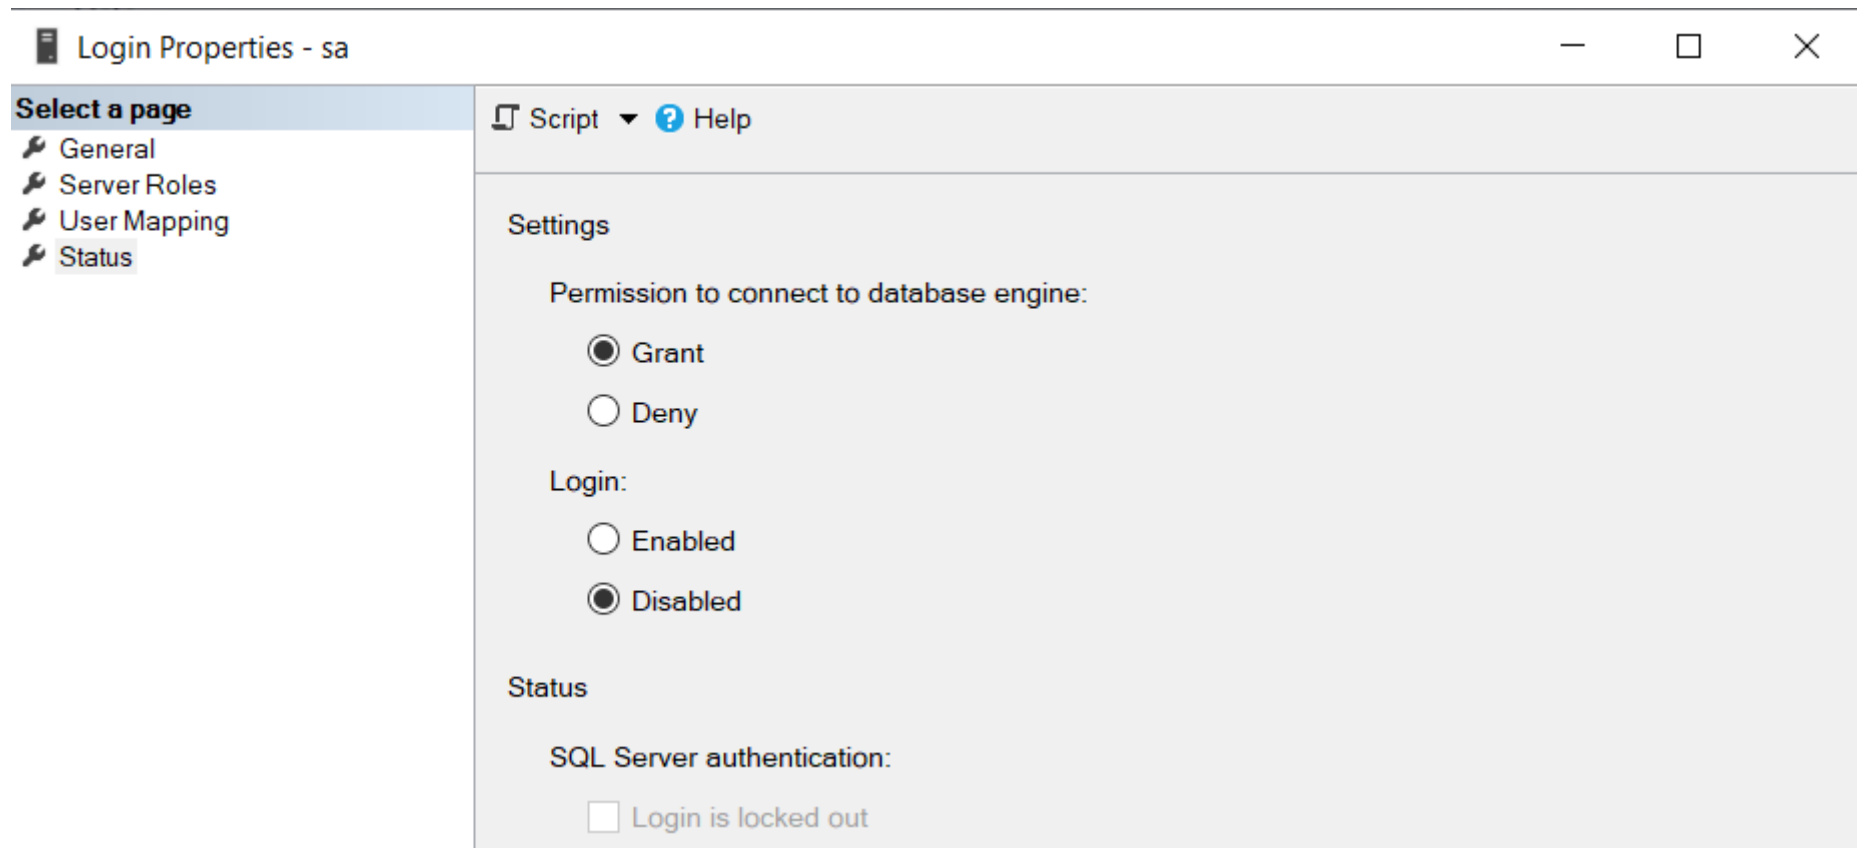 Login Properties - sa
Select a page
General
Server Roles
User Mapping
Status
Script Help
Settings
Permission to connect to database engine:
Grant
Deny
Login:
Enabled
Disabled
Status
SQL Server authentication:
Login is locked out